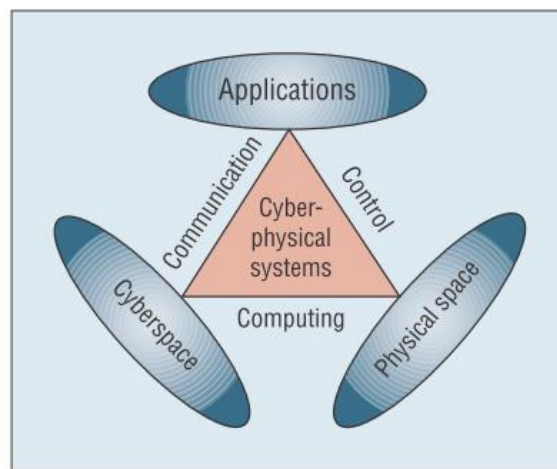 Applications
Communication
Control
Cyber-
physical
systems
Cyberspace
Computing
Physical space